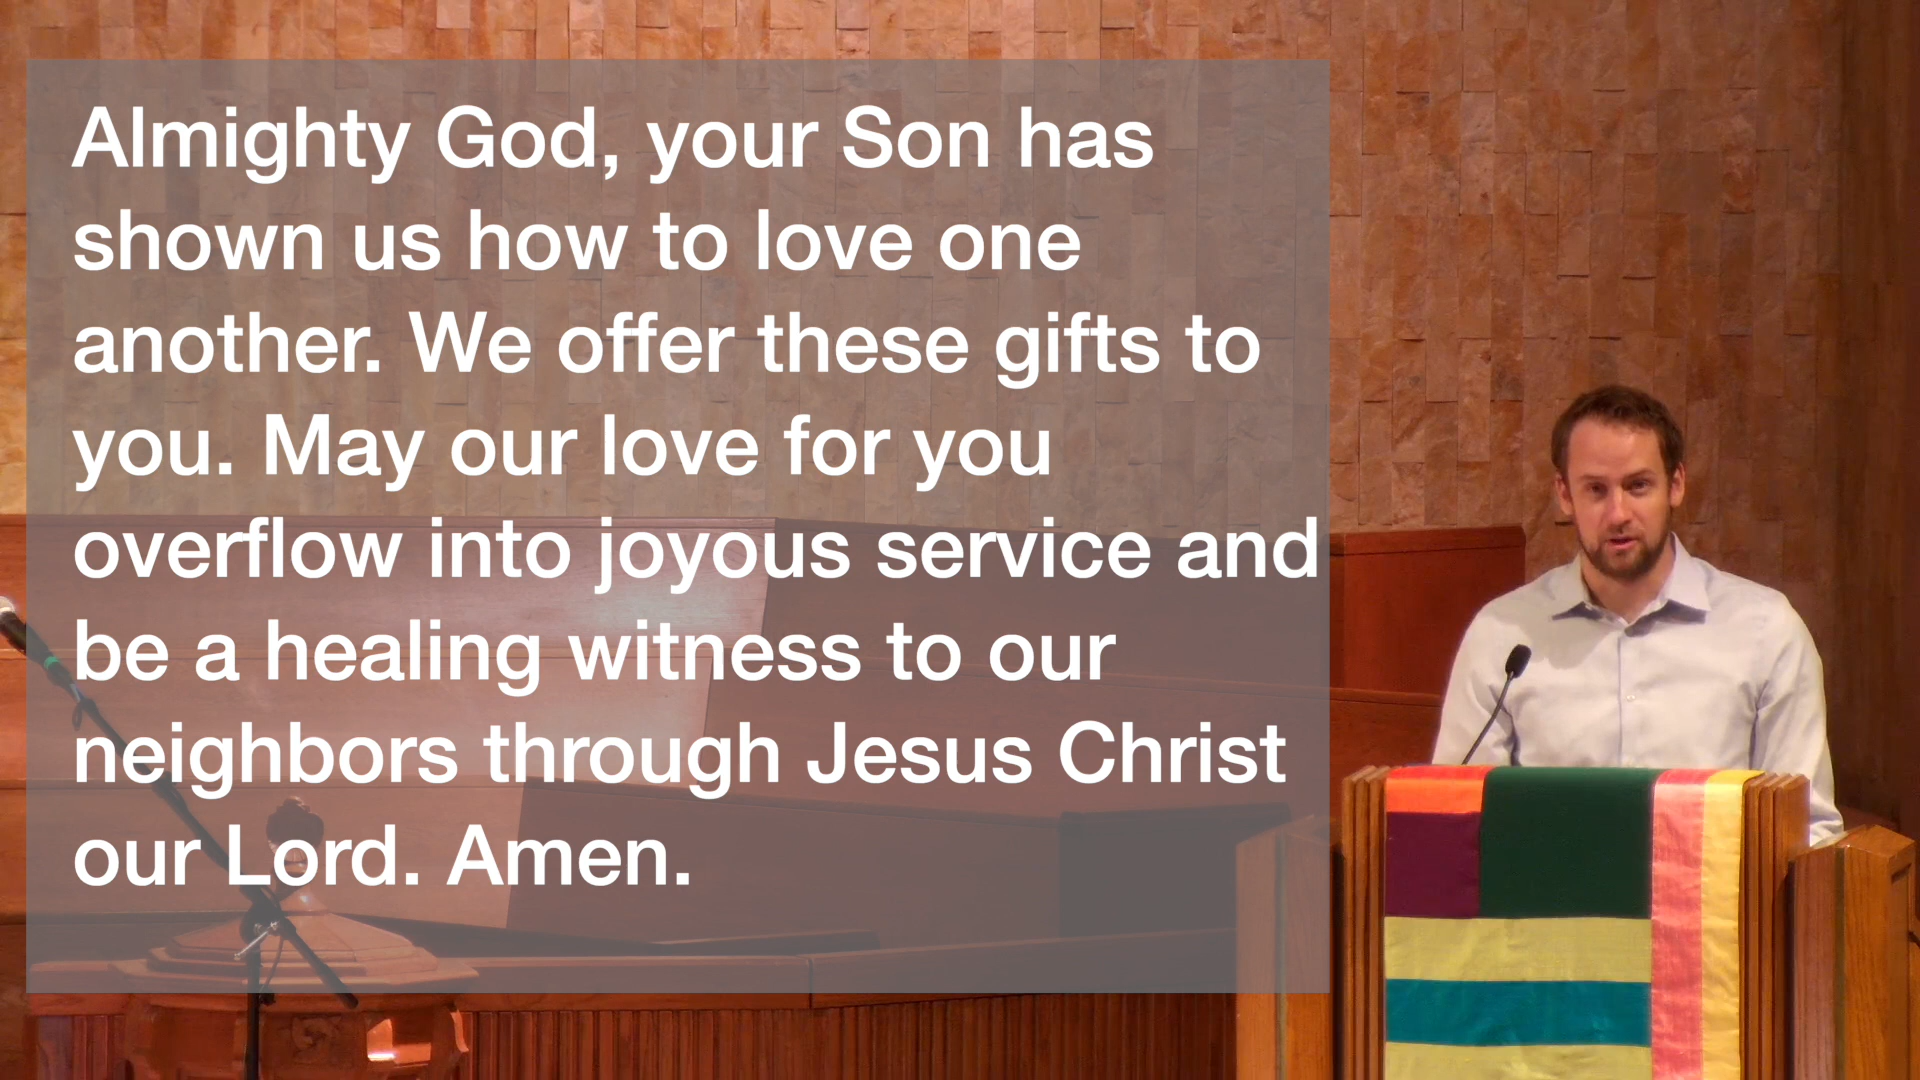 Almighty God, your Son has
shown us how to love one
another. We offer these gifts to
you. May our love for you
overflow into joyous service and
be a healing witness to our
neighbors through Jesus Christ
our Lord. Amen.